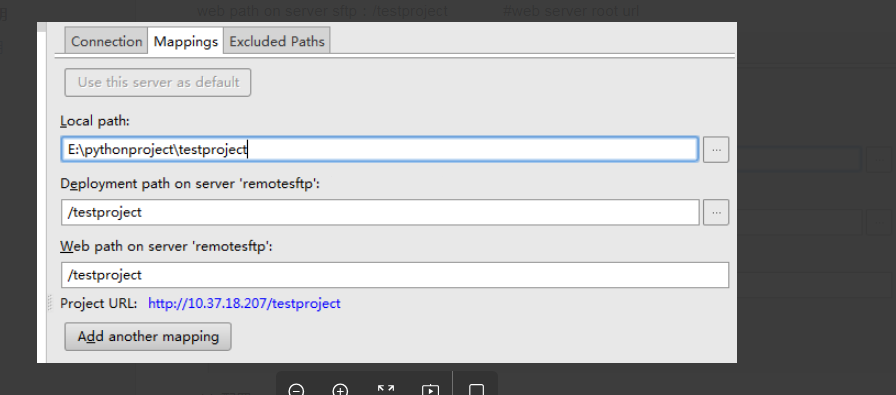 web path on server sftp : /testproject #web server root url
Connection Mappings Excluded Paths
Use this server as default
Local path:
E:\pythonproject\testproject
...
Deployment path on server 'remotesftp':
/testproject
...
Web path on server 'remotesftp':
/testproject
Project URL: http://10.37.18.207/testproject
Add another mapping